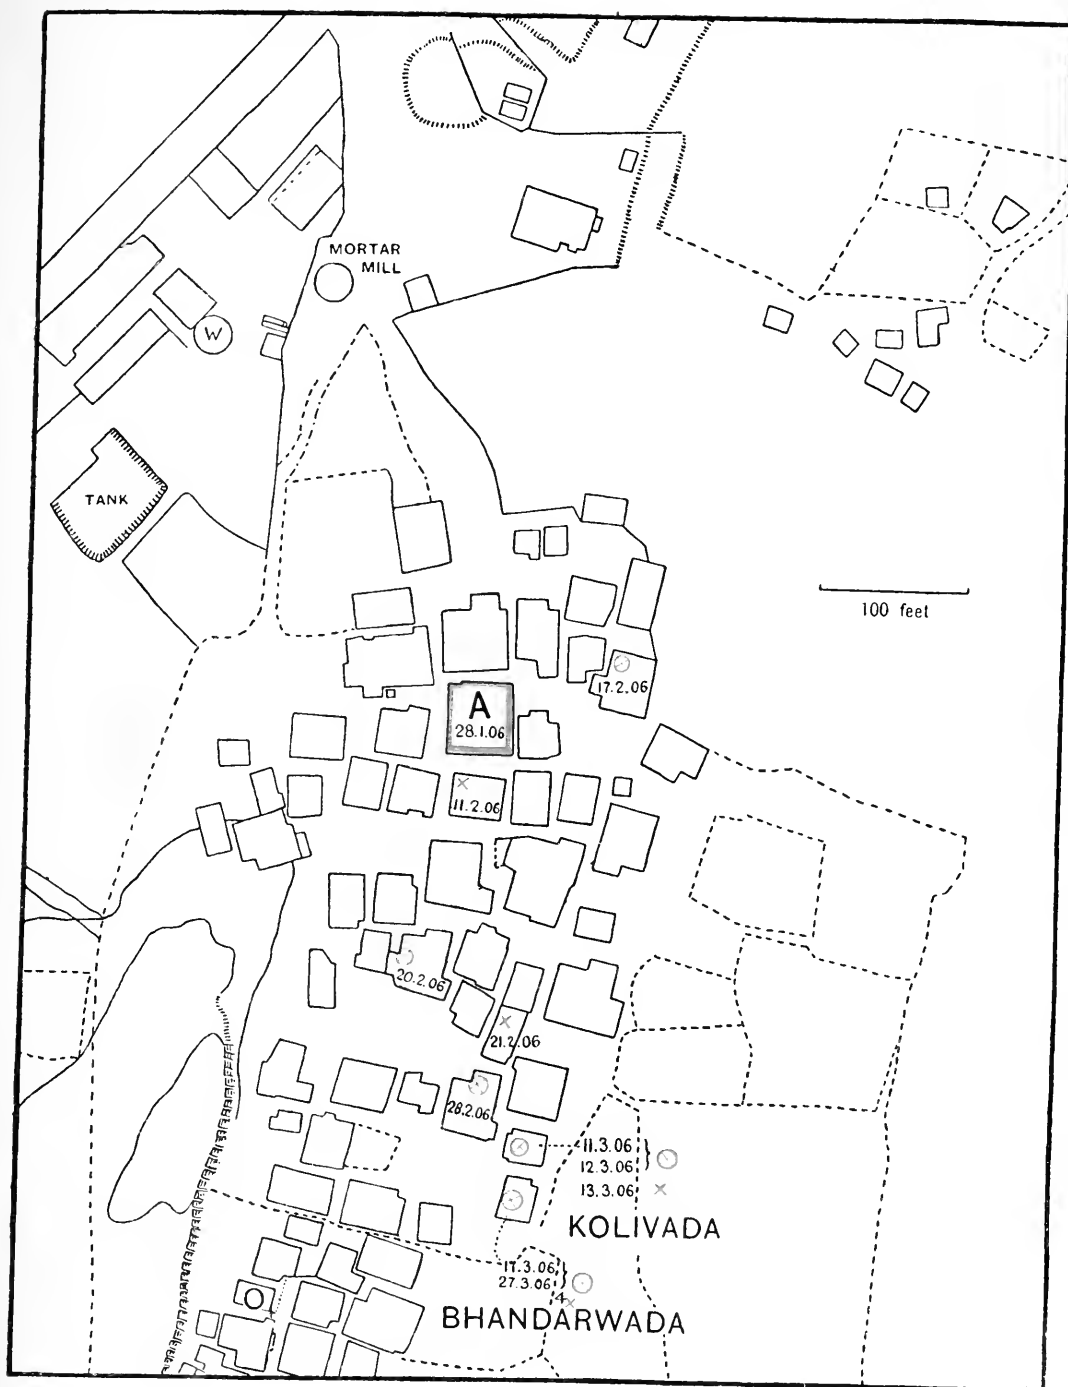 MORTAR
MILL
W
TANK
100 feet
17.2.06
A
28.1.06
11.2.06
20.2.06
21.2.06
28.2.06
11.3.06
12.3.06
13.3.06
KOLIVADA
17.3.06
27.3.06
4
O
BHANDARWADA